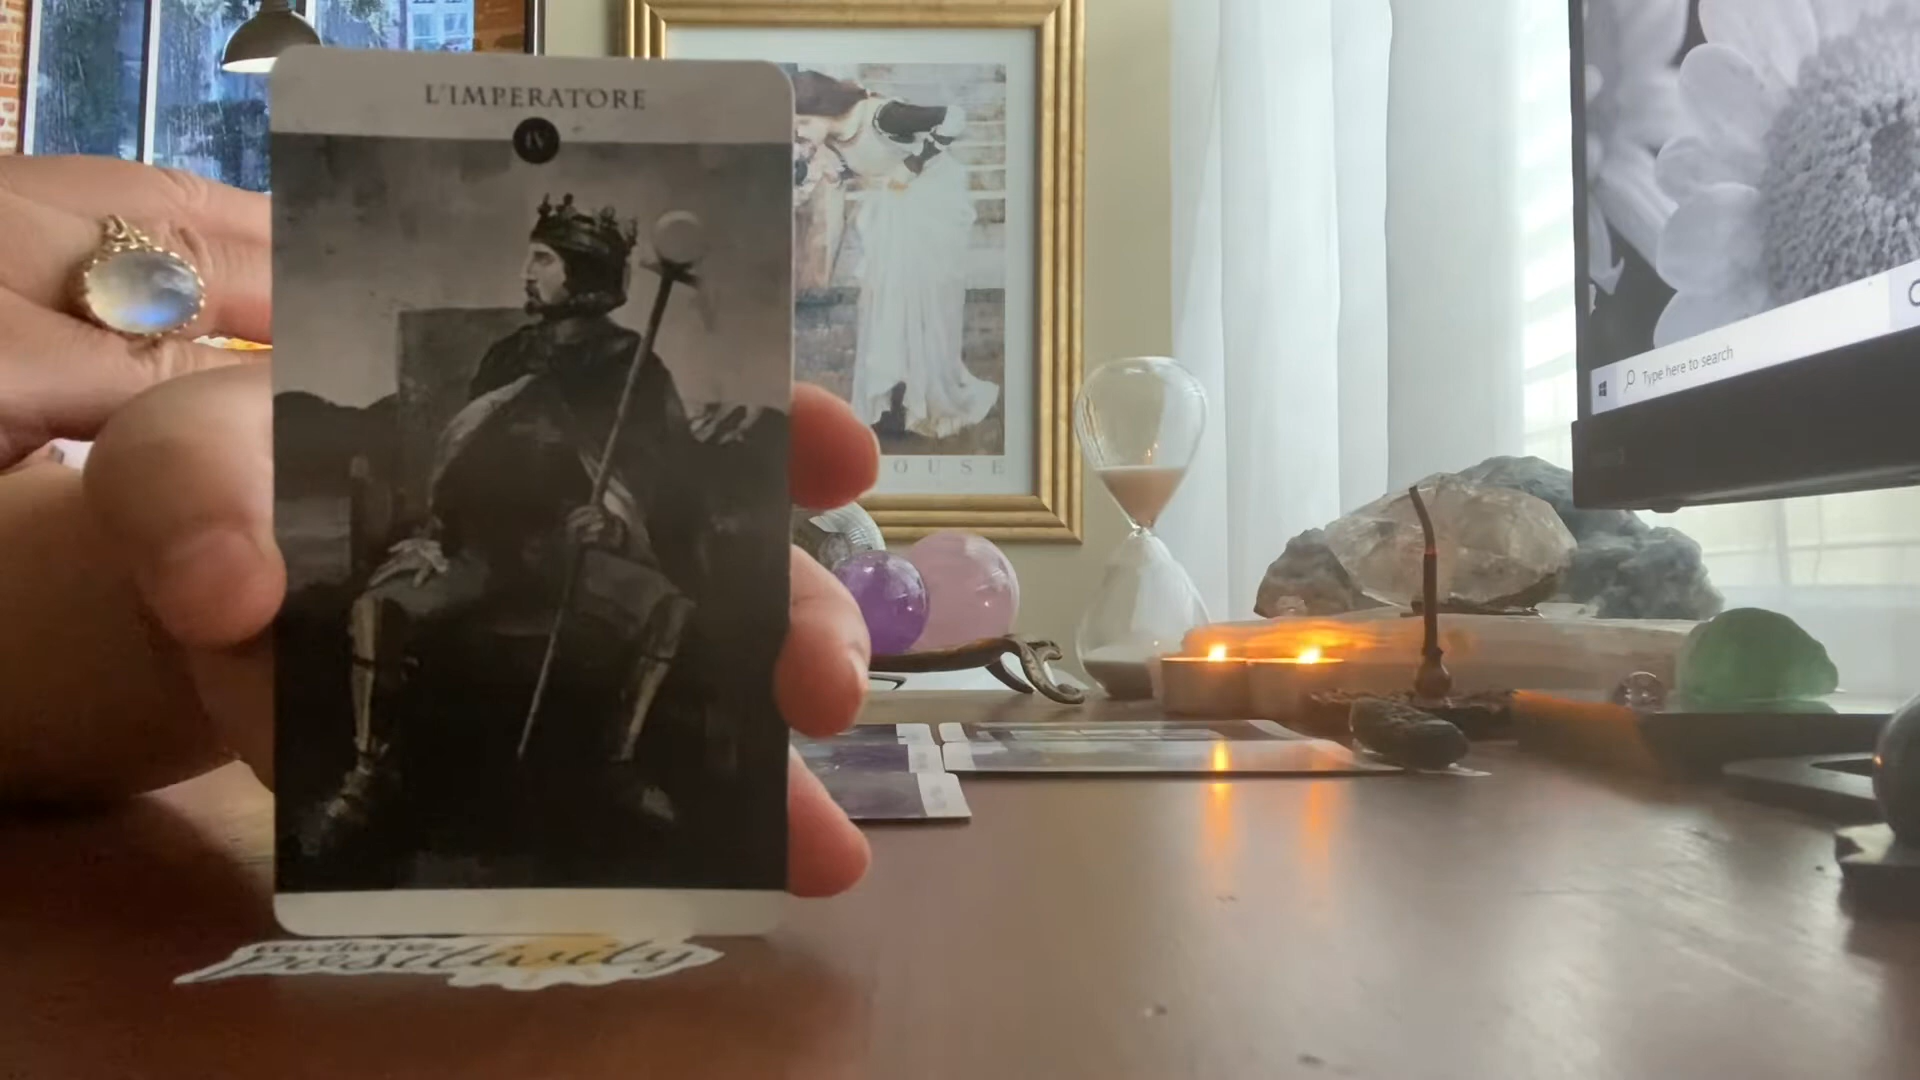 L'IMPERATORE
IV
OUSE
Type here to search
positivity